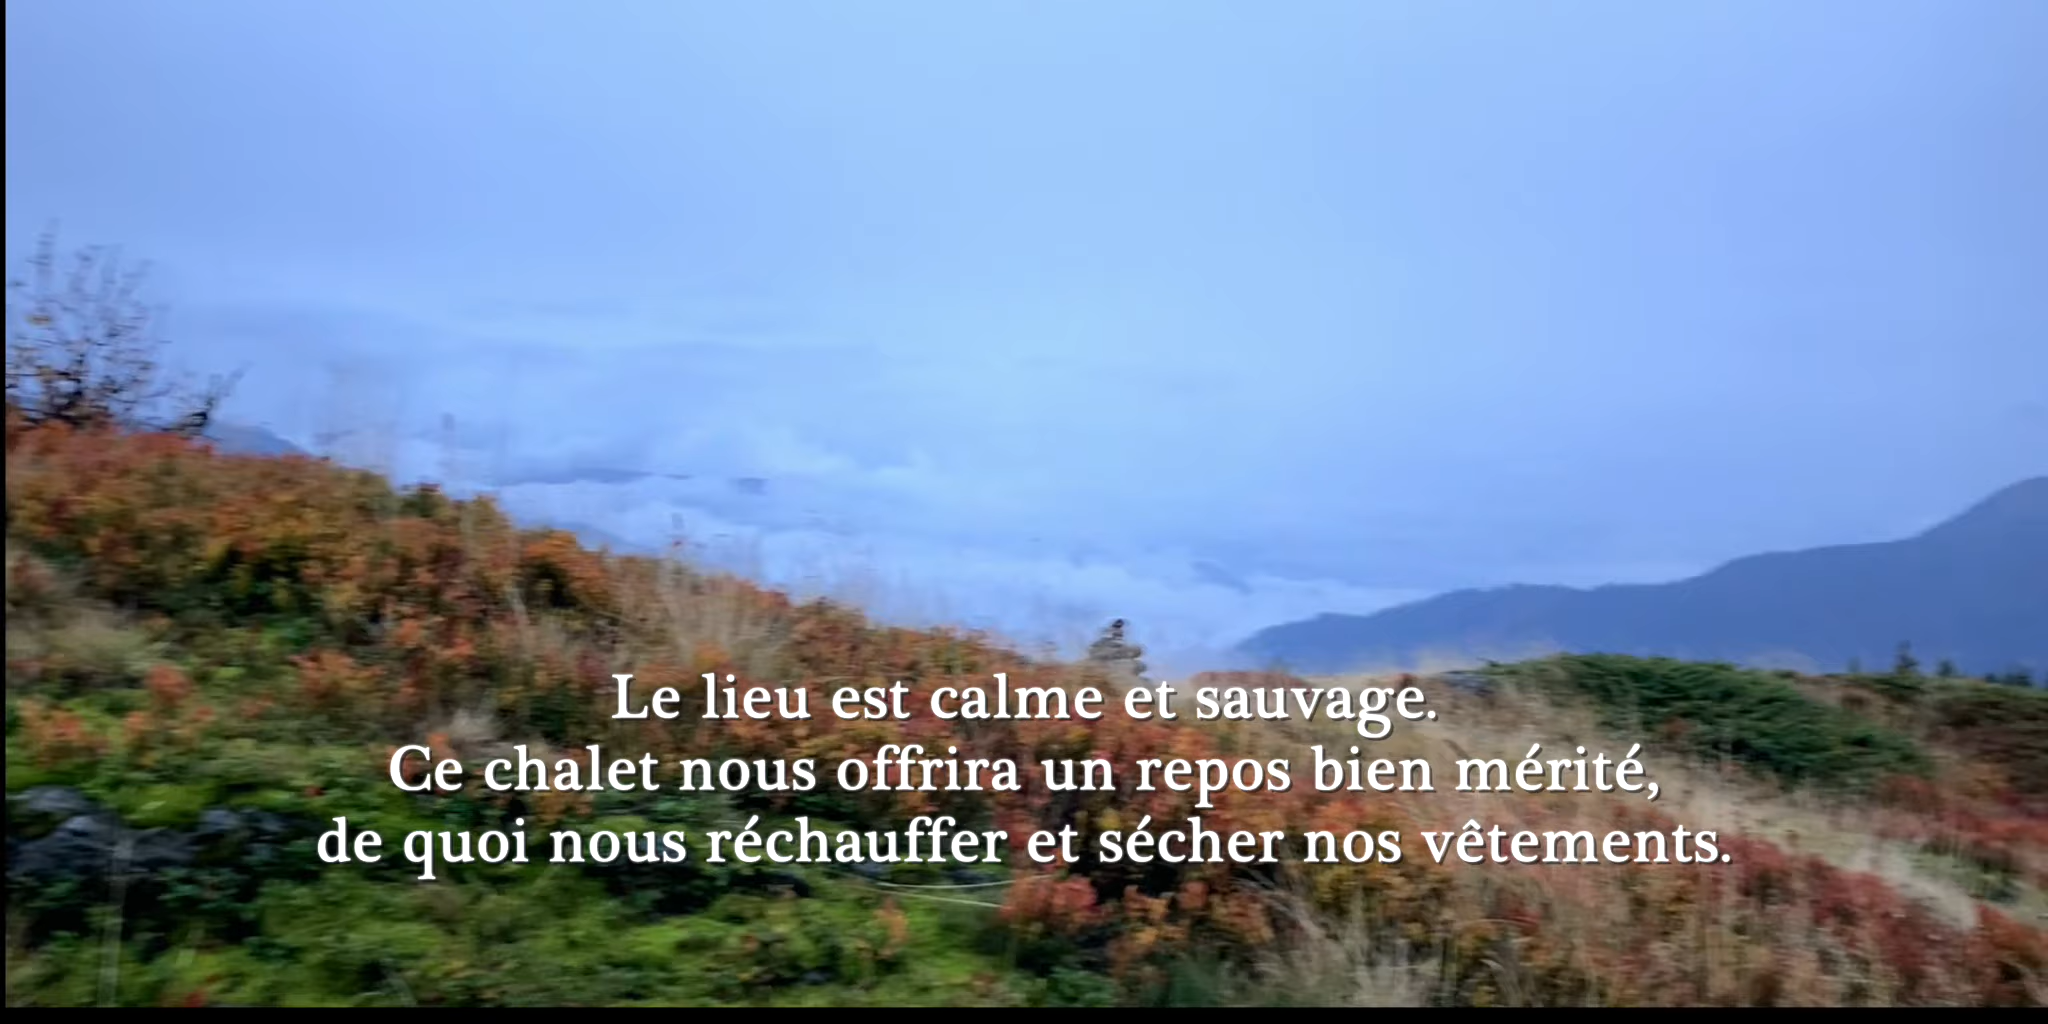 Le lieu est calme et sauvage.
Ce chalet nous offrira un repos bien mérité,
de quoi nous réchauffer et sécher nos vêtements.